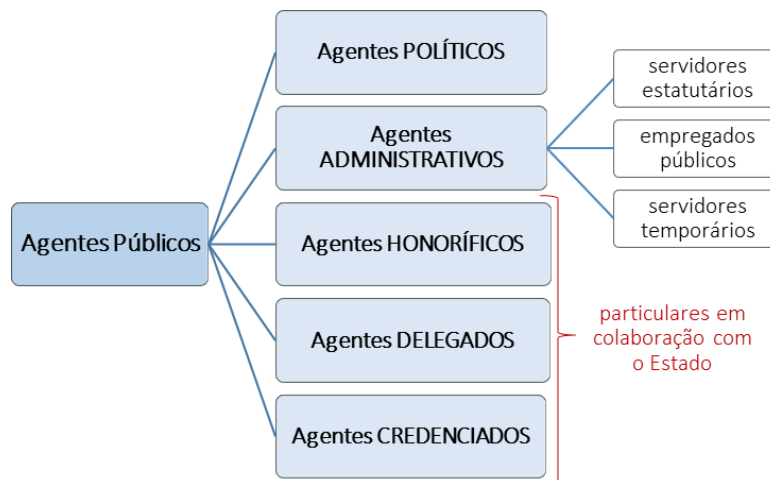 Agentes Públicos
Agentes POLÍTICOS
Agentes
ADMINISTRATIVOS
servidores
estatutários
empregados
públicos
servidores
temporários
Agentes HONORÍFICOS
Agentes DELEGADOS
Agentes CREDENCIADOS
particulares em
colaboração com
o Estado